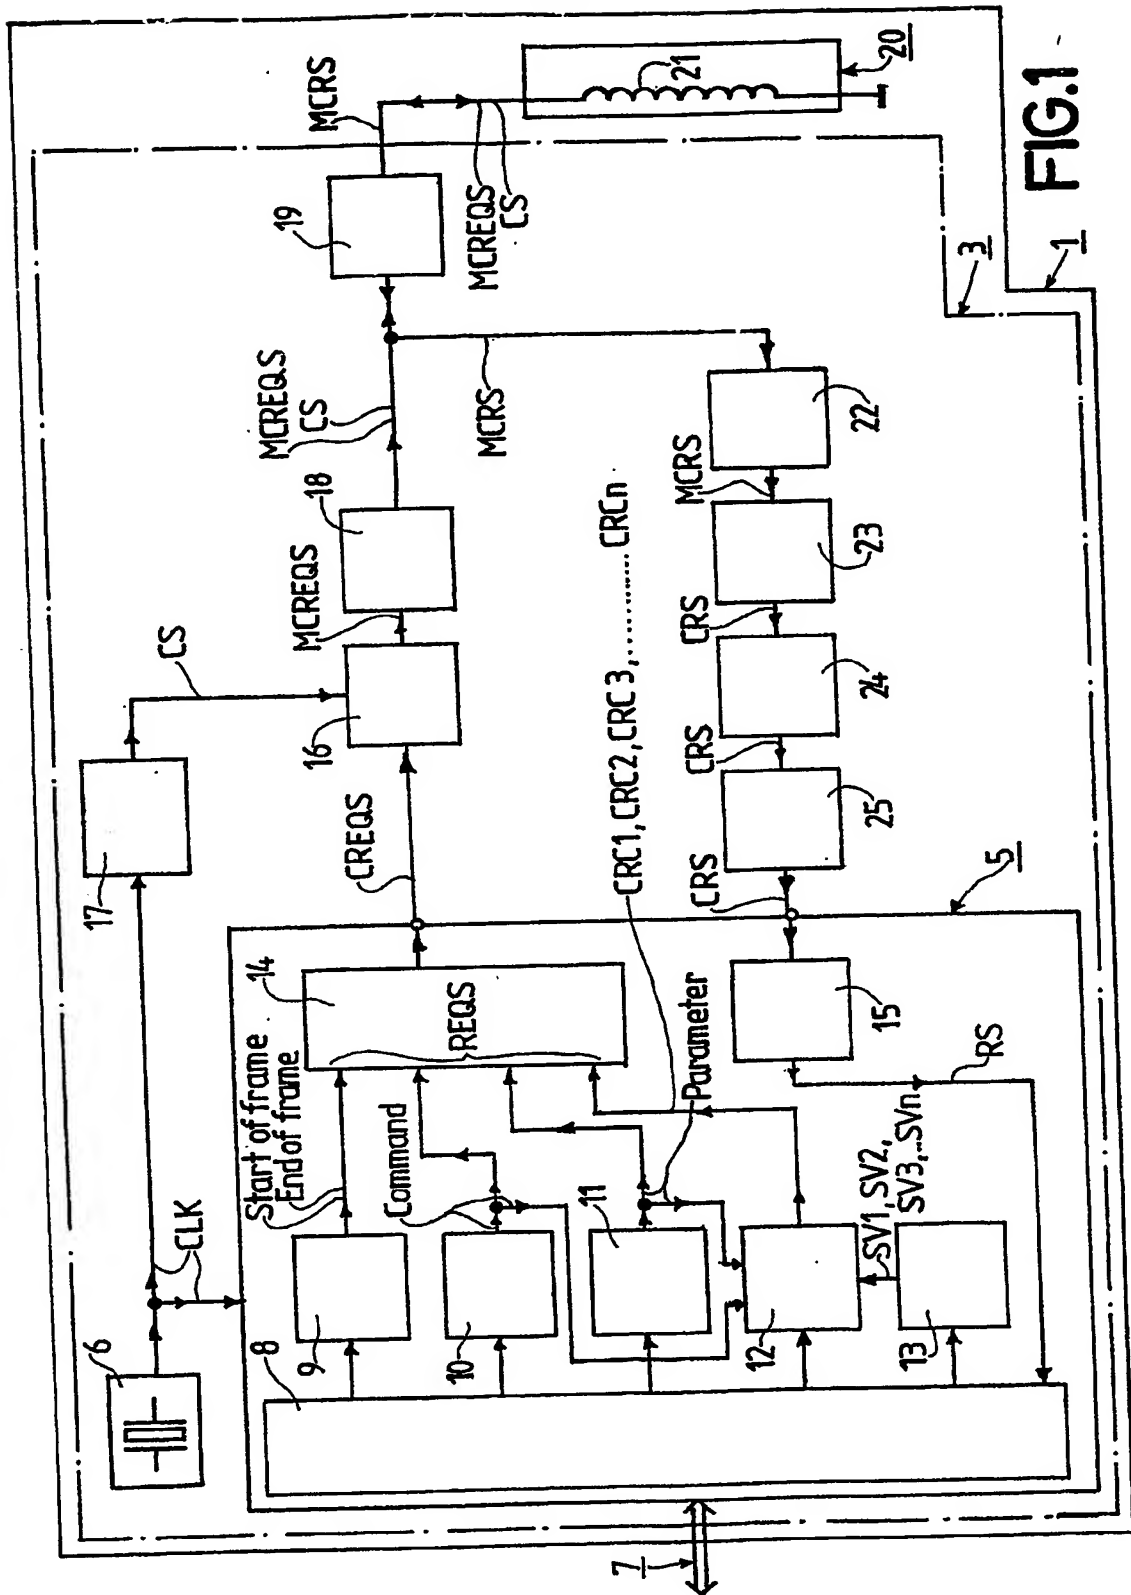 FIG.1
1
3
5
7
6
CLK
17
CS
8
9
Start of frame
End of frame
10
Command
11
Parameter
12
13
SV1, SV2,
SV3,...SVn
14
REQS
CREQS
16
MCREQS
18
MCREQS
CS
19
MCRS
MCREQS
CS
20
21
MCRS
22
MCRS
23
CRS
24
CRS
25
CRS
CRC1, CRC2, CRC3,..........CRCn
15
RS